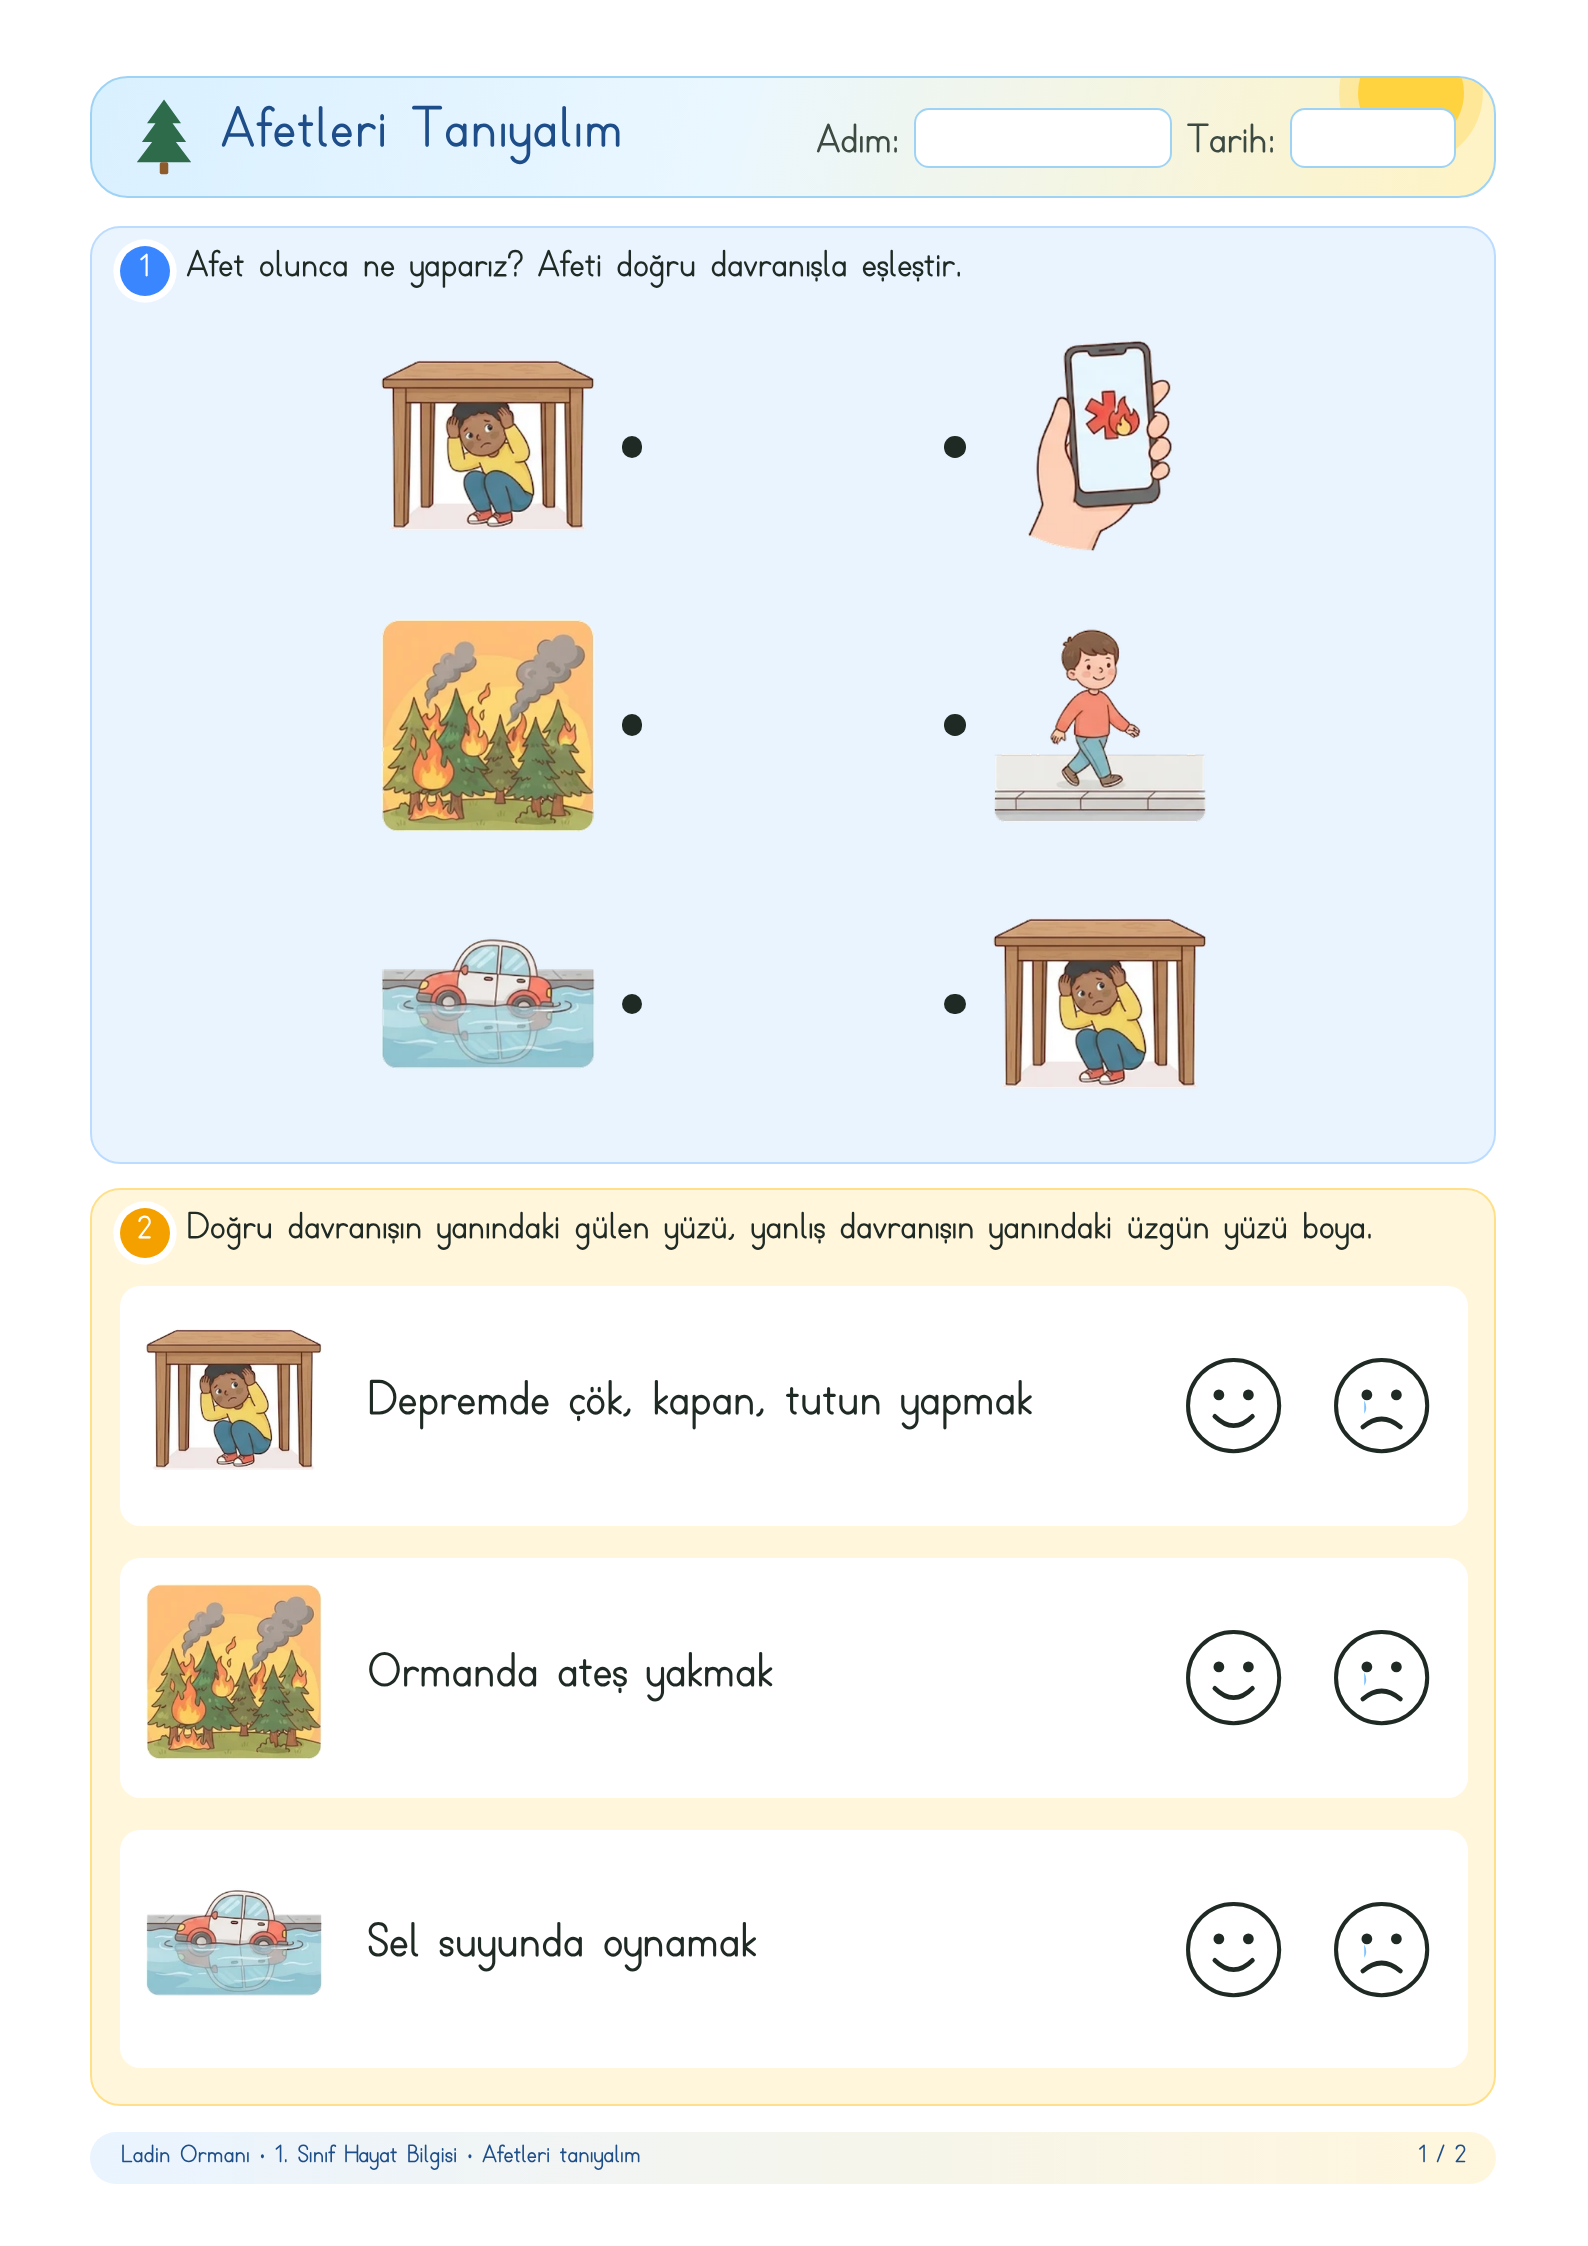 Afetleri Tanıyalım
Adım:
Tarih:
1
Afet olunca ne yaparız? Afeti doğru davranışla eşleştir.
2
Doğru davranışın yanındaki gülen yüzü, yanlış davranışın yanındaki üzgün yüzü boya.
Depremde çök, kapan, tutun yapmak
Ormanda ateş yakmak
Sel suyunda oynamak
Ladin Ormanı • 1. Sınıf Hayat Bilgisi • Afetleri tanıyalım
1 / 2